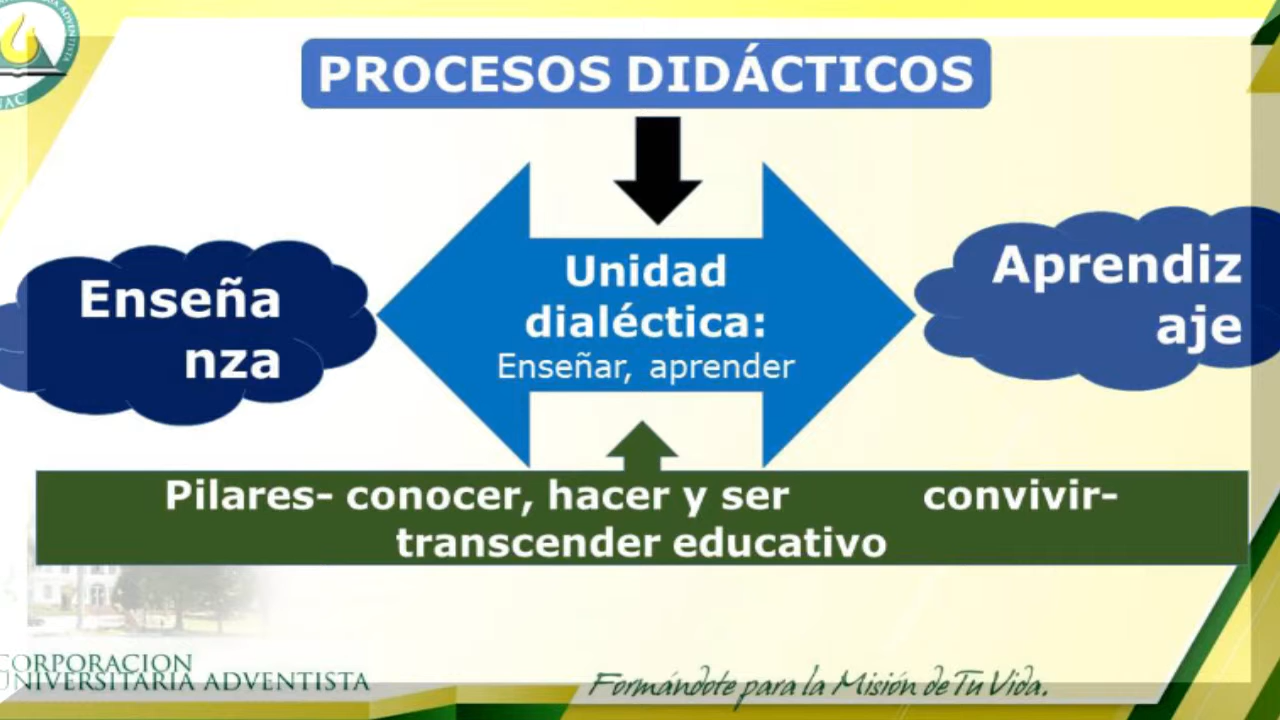 PROCESOS DIDÁCTICOS
Enseña
nza
Unidad
dialéctica:
Enseñar, aprender
Aprendiz
aje
Pilares- conocer, hacer y ser convivir-
transcender educativo
CORPORACION
UNIVERSITARIA ADVENTISTA
Formándote para la Misión de Tu Vida.